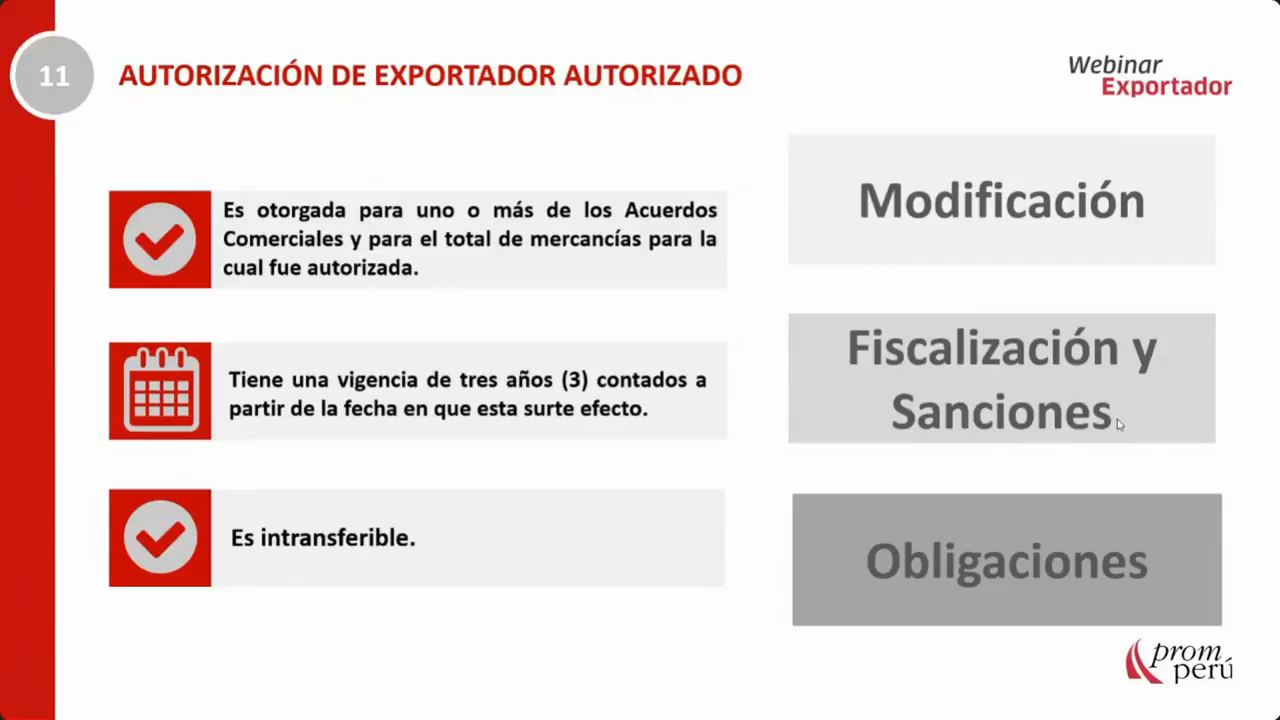 11
AUTORIZACIÓN DE EXPORTADOR AUTORIZADO
Webinar
Exportador
Es otorgada para uno o más de los Acuerdos
Comerciales y para el total de mercancías para la
cual fue autorizada.
Tiene una vigencia de tres años (3) contados a
partir de la fecha en que esta surte efecto.
Es intransferible.
Modificación
Fiscalización y
Sanciones
Obligaciones
prom
perú